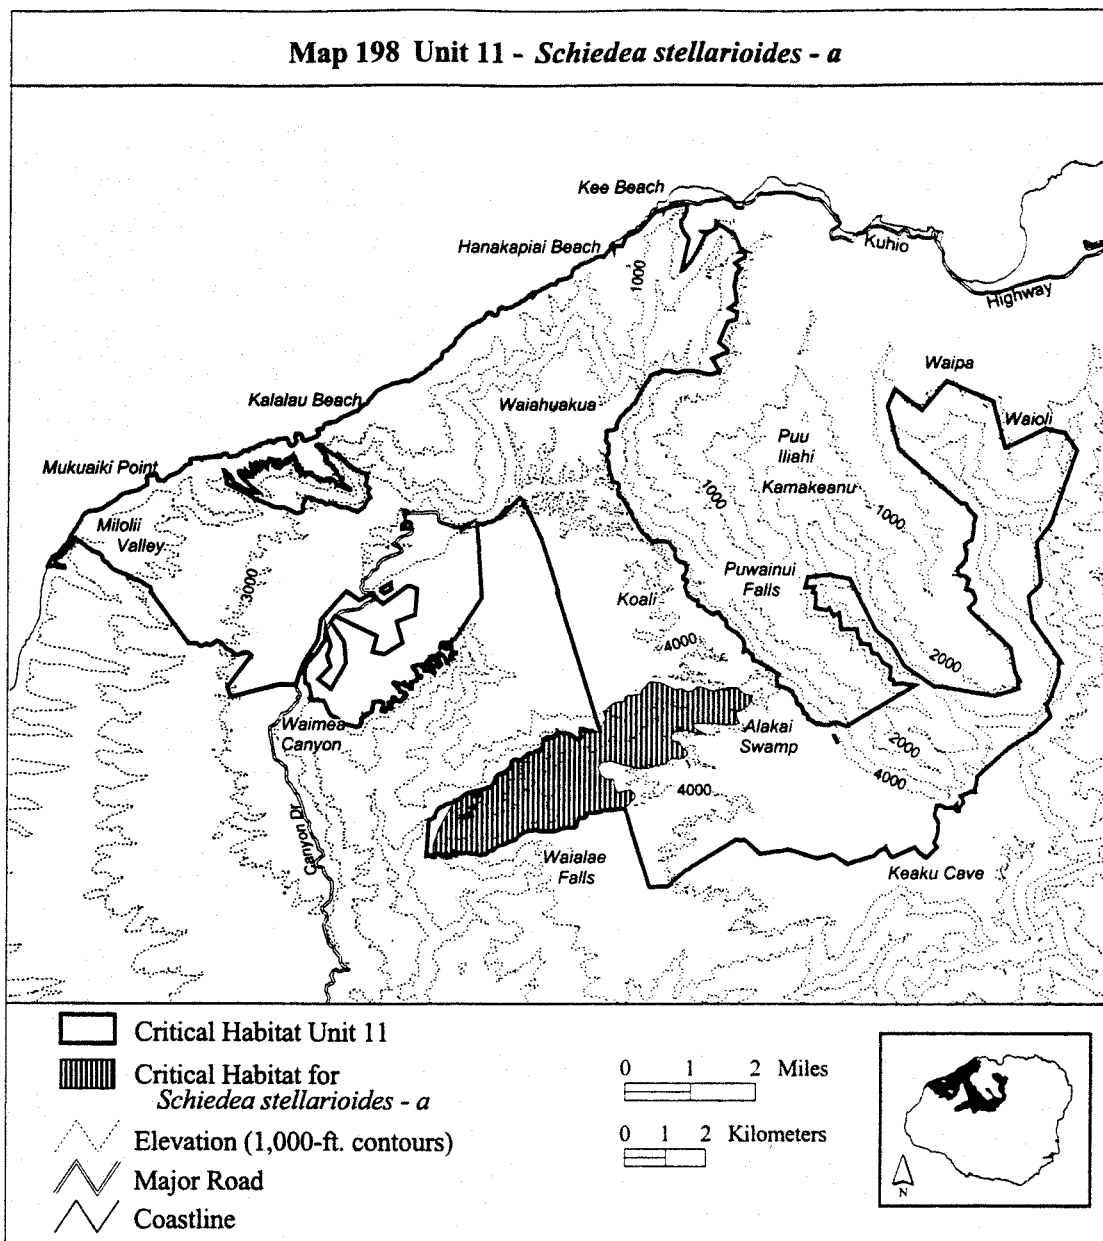 Map 198 Unit 11 - Schiedea stellarioides - a
Kee Beach
Hanakapiai Beach
Kuhio
Highway
1000
Waipa
Waioli
Kalalau Beach
Waiahuakua
Puu
Iliahi
Kamakeanu
Mukuaiki Point
1000
1000
Milolii
Valley
3000
Puwainui
Falls
Koali
4000
2000
Waimea
Canyon
Alakai
Swamp
2000
4000
4000
Canyon Dr
Waialae
Falls
Keaku Cave
Critical Habitat Unit 11
Critical Habitat for
Schiedea stellarioides - a
Elevation (1,000-ft. contours)
Major Road
Coastline
0 1 2 Miles
0 1 2 Kilometers
N